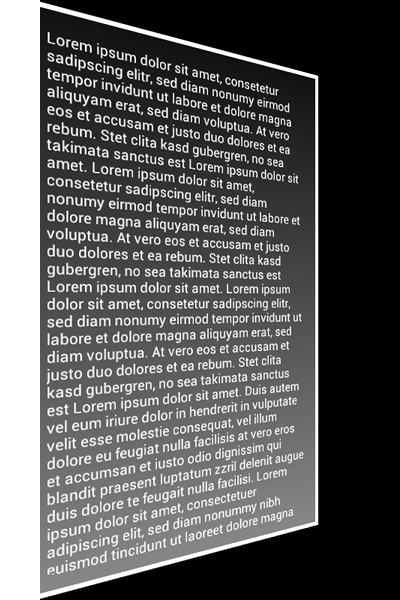 Lorem ipsum dolor sit amet, consetetur
sadipscing elitr, sed diam nonumy eirmod
tempor invidunt ut labore et dolore magna
aliquyam erat, sed diam voluptua. At vero
eos et accusam et justo duo dolores et ea
rebum. Stet clita kasd gubergren, no sea
takimata sanctus est Lorem ipsum dolor sit
amet. Lorem ipsum dolor sit amet,
consetetur sadipscing elitr, sed diam
nonumy eirmod tempor invidunt ut labore et
dolore magna aliquyam erat, sed diam
voluptua. At vero eos et accusam et justo
duo dolores et ea rebum. Stet clita kasd
gubergren, no sea takimata sanctus est
Lorem ipsum dolor sit amet. Lorem ipsum
dolor sit amet, consetetur sadipscing elitr,
sed diam nonumy eirmod tempor invidunt ut
labore et dolore magna aliquyam erat, sed
diam voluptua. At vero eos et accusam et
justo duo dolores et ea rebum. Stet clita
kasd gubergren, no sea takimata sanctus
est Lorem ipsum dolor sit amet. Duis autem
vel eum iriure dolor in hendrerit in vulputate
velit esse molestie consequat, vel illum
dolore eu feugiat nulla facilisis at vero eros
et accumsan et iusto odio dignissim qui
blandit praesent luptatum zzril delenit augue
duis dolore te feugait nulla facilisi. Lorem
ipsum dolor sit amet, consectetuer
adipiscing elit, sed diam nonummy nibh
euismod tincidunt ut laoreet dolore magna